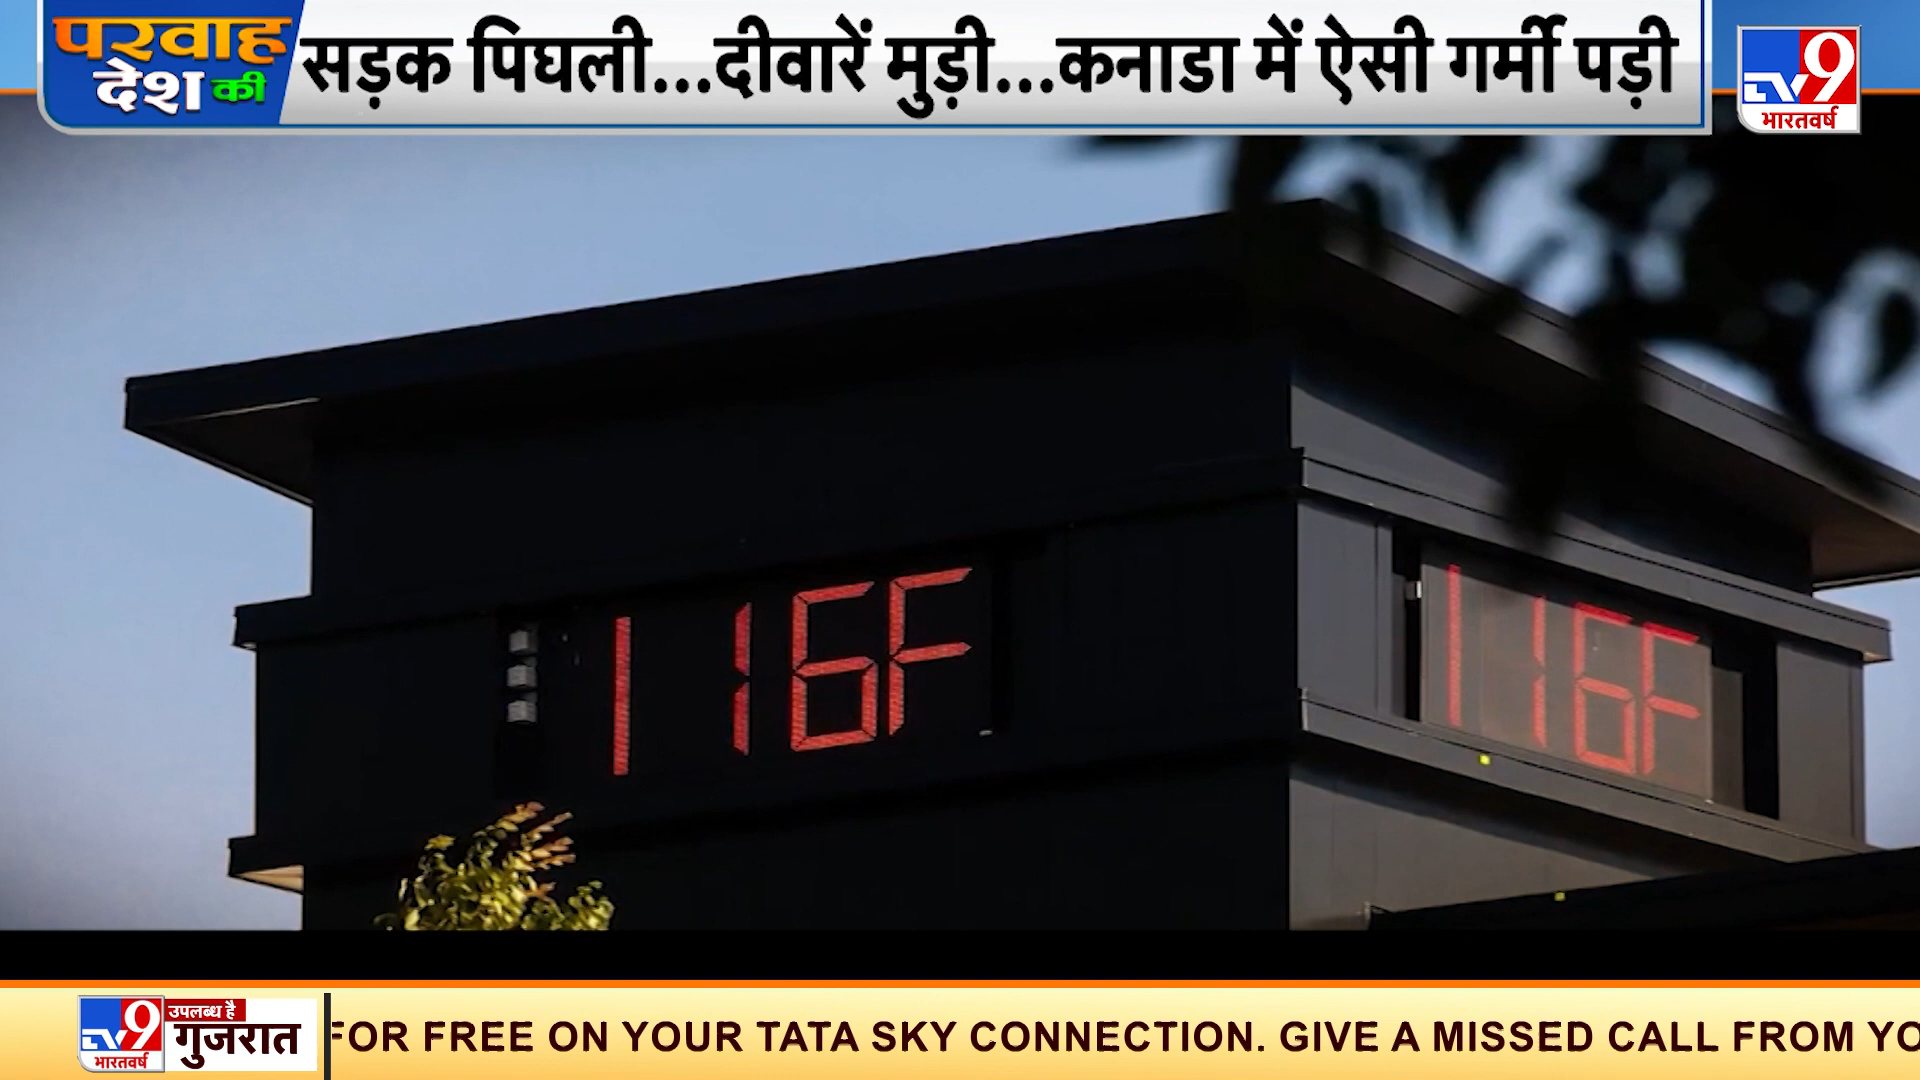 परवाह
देश की
सड़क पिघली...दीवारें मुड़ी...कनाडा में ऐसी गर्मी पड़ी
TV9
भारतवर्ष
116F
116F
TV9
भारतवर्ष
उपलब्ध है
गुजरात
FOR FREE ON YOUR TATA SKY CONNECTION. GIVE A MISSED CALL FROM YO